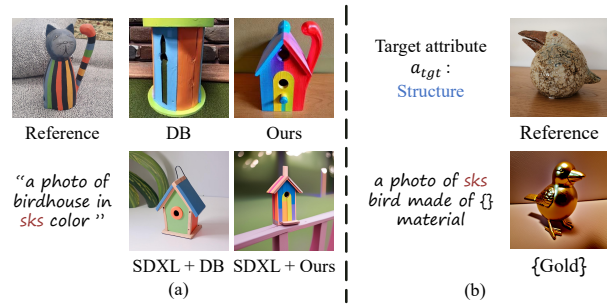 Reference
DB
Ours
“a photo of
birdhouse in
sks color ”
SDXL + DB
SDXL + Ours
(a)
Target attribute
a_tgt :
Structure
Reference
a photo of sks
bird made of {}
material
{Gold}
(b)